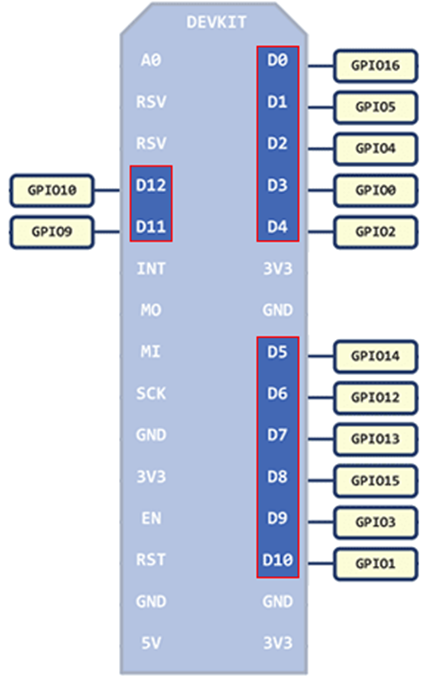 DEVKIT
A0 D0 GPIO16
RSV D1 GPIO5
RSV D2 GPIO4
GPIO10 D12 D3 GPIO0
GPIO9 D11 D4 GPIO2
INT 3V3
MO GND
MI D5 GPIO14
SCK D6 GPIO12
GND D7 GPIO13
3V3 D8 GPIO15
EN D9 GPIO3
RST D10 GPIO1
GND GND
5V 3V3